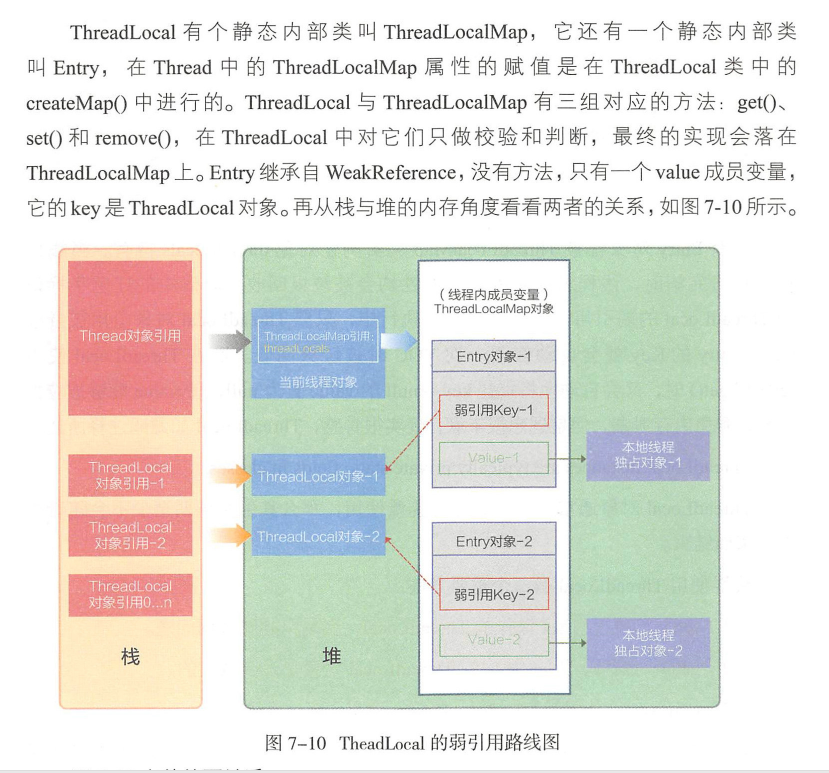 ThreadLocal 有个静态内部类叫 ThreadLocalMap，它还有一个静态内部类
叫 Entry，在 Thread 中的 ThreadLocalMap 属性的赋值是在 ThreadLocal 类中的
createMap() 中进行的。ThreadLocal 与 ThreadLocalMap 有三组对应的方法：get()、
set() 和 remove()，在 ThreadLocal 中对它们只做校验和判断，最终的实现会落在
ThreadLocalMap 上。Entry 继承自 WeakReference，没有方法，只有一个 value 成员变量，
它的 key 是 ThreadLocal 对象。再从栈与堆的内存角度看看两者的关系，如图 7-10 所示。
Thread对象引用
ThreadLocal
对象引用-1
ThreadLocal
对象引用-2
ThreadLocal
对象引用0...n
栈
ThreadLocalMap引用：
threadLocals
当前线程对象
ThreadLocal对象-1
ThreadLocal对象-2
堆
（线程内成员变量）
ThreadLocalMap对象
Entry对象-1
弱引用Key-1
Value-1
Entry对象-2
弱引用Key-2
Value-2
本地线程
独占对象-1
本地线程
独占对象-2
图 7-10 TheadLocal 的弱引用路线图